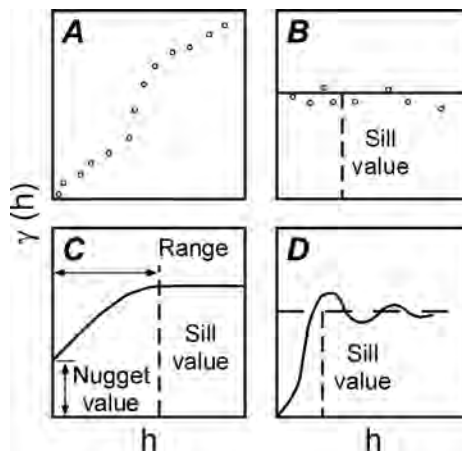 A
B
Sill
value
γ (h)
C
Range
Sill
value
Nugget
value
D
Sill
value
h
h